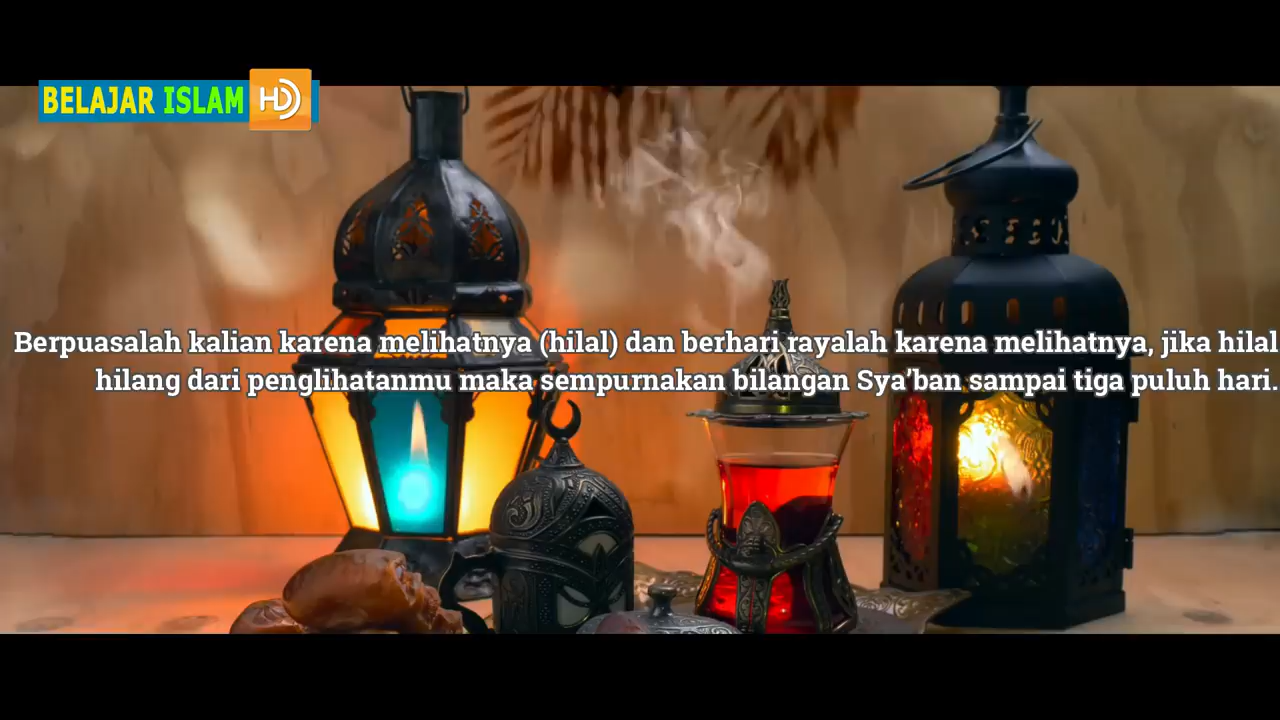 BELAJAR ISLAM HD
Berpuasalah kalian karena melihatnya (hilal) dan berhari rayalah karena melihatnya, jika hilal
hilang dari penglihatanmu maka sempurnakan bilangan Sya’ban sampai tiga puluh hari.